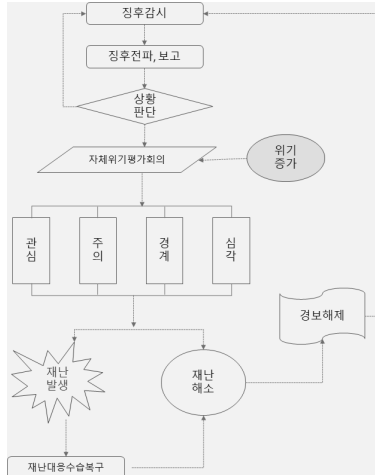 징후감시
징후전파, 보고
상황
판단
자체위기평가회의
위기
증가
관
심
주
의
경
계
심
각
경보해제
재난
발생
재난
해소
재난대응수습복구